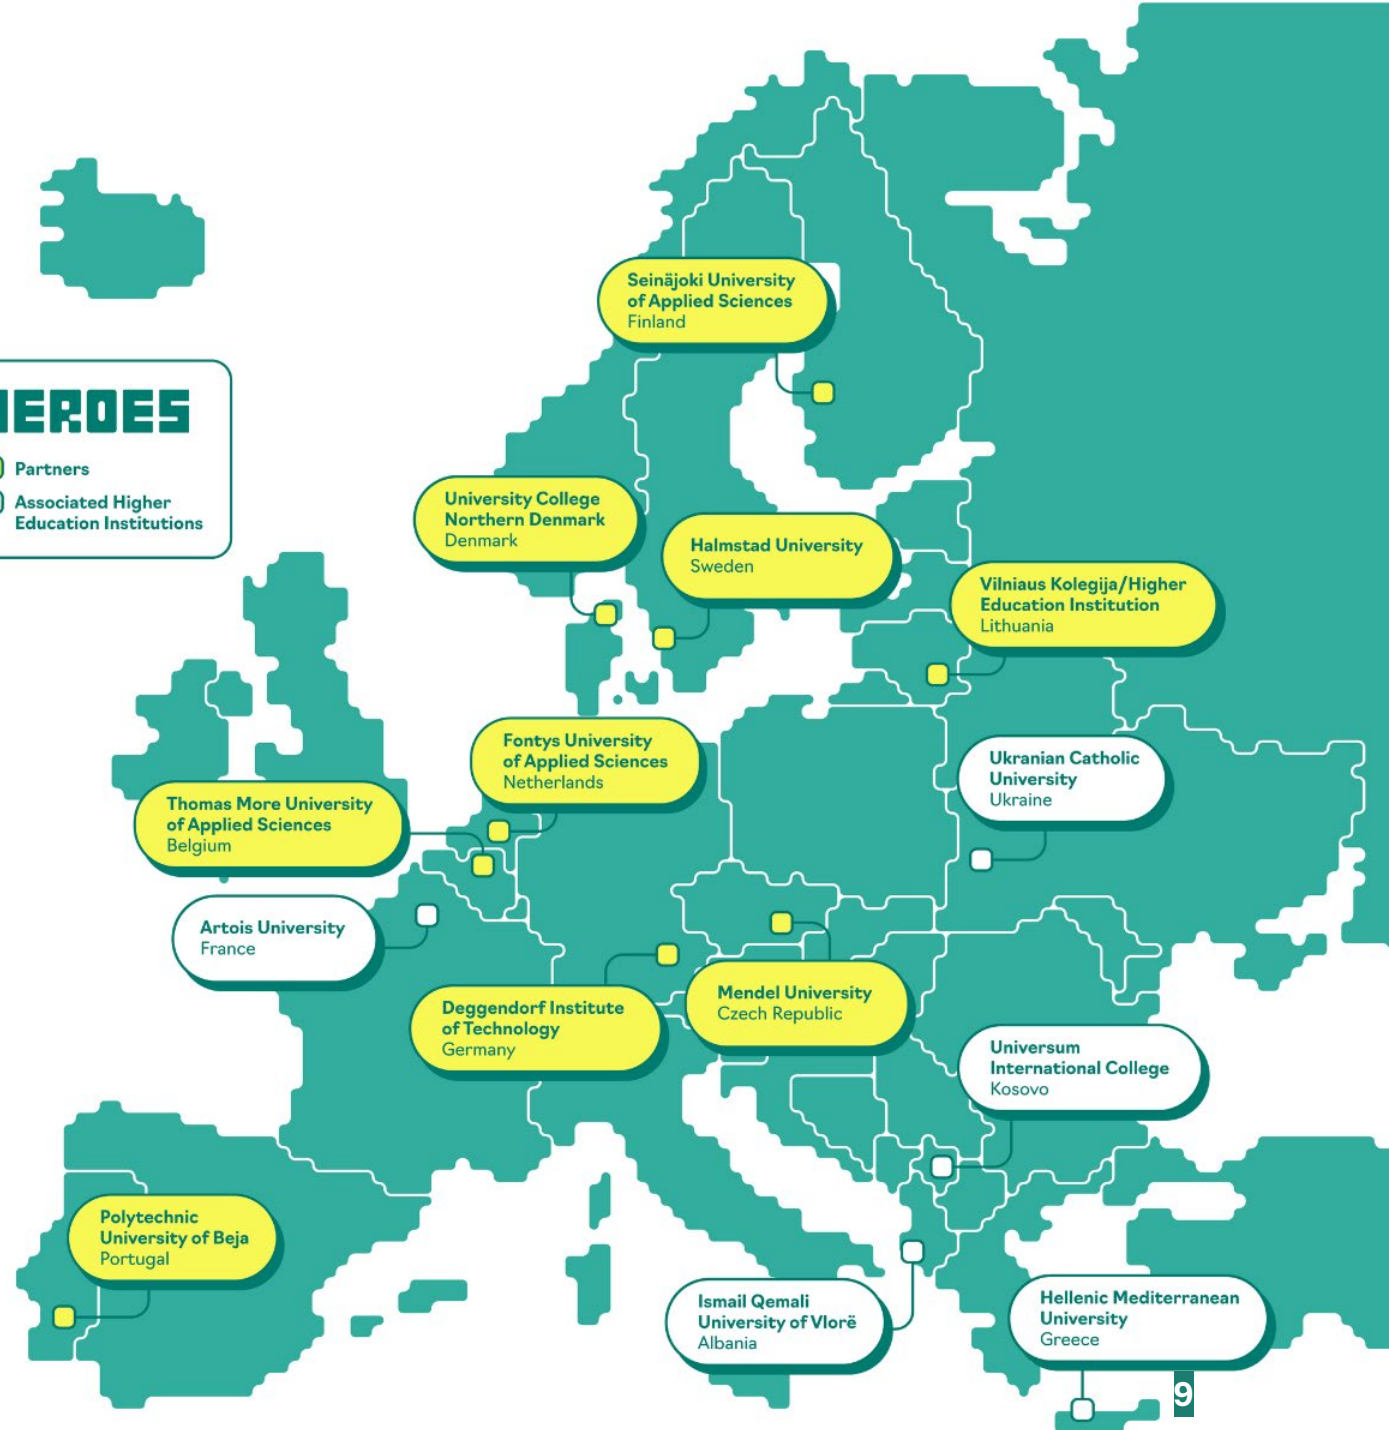 Seinäjoki University
of Applied Sciences
Finland
HEROES
Partners
Associated Higher
Education Institutions
University College
Northern Denmark
Denmark
Halmstad University
Sweden
Vilniaus Kolegija/Higher
Education Institution
Lithuania
Fontys University
of Applied Sciences
Netherlands
Ukranian Catholic
University
Ukraine
Thomas More University
of Applied Sciences
Belgium
Artois University
France
Deggendorf Institute
of Technology
Germany
Mendel University
Czech Republic
Universum
International College
Kosovo
Polytechnic
University of Beja
Portugal
Ismail Qemali
University of Vlorë
Albania
Hellenic Mediterranean
University
Greece
9